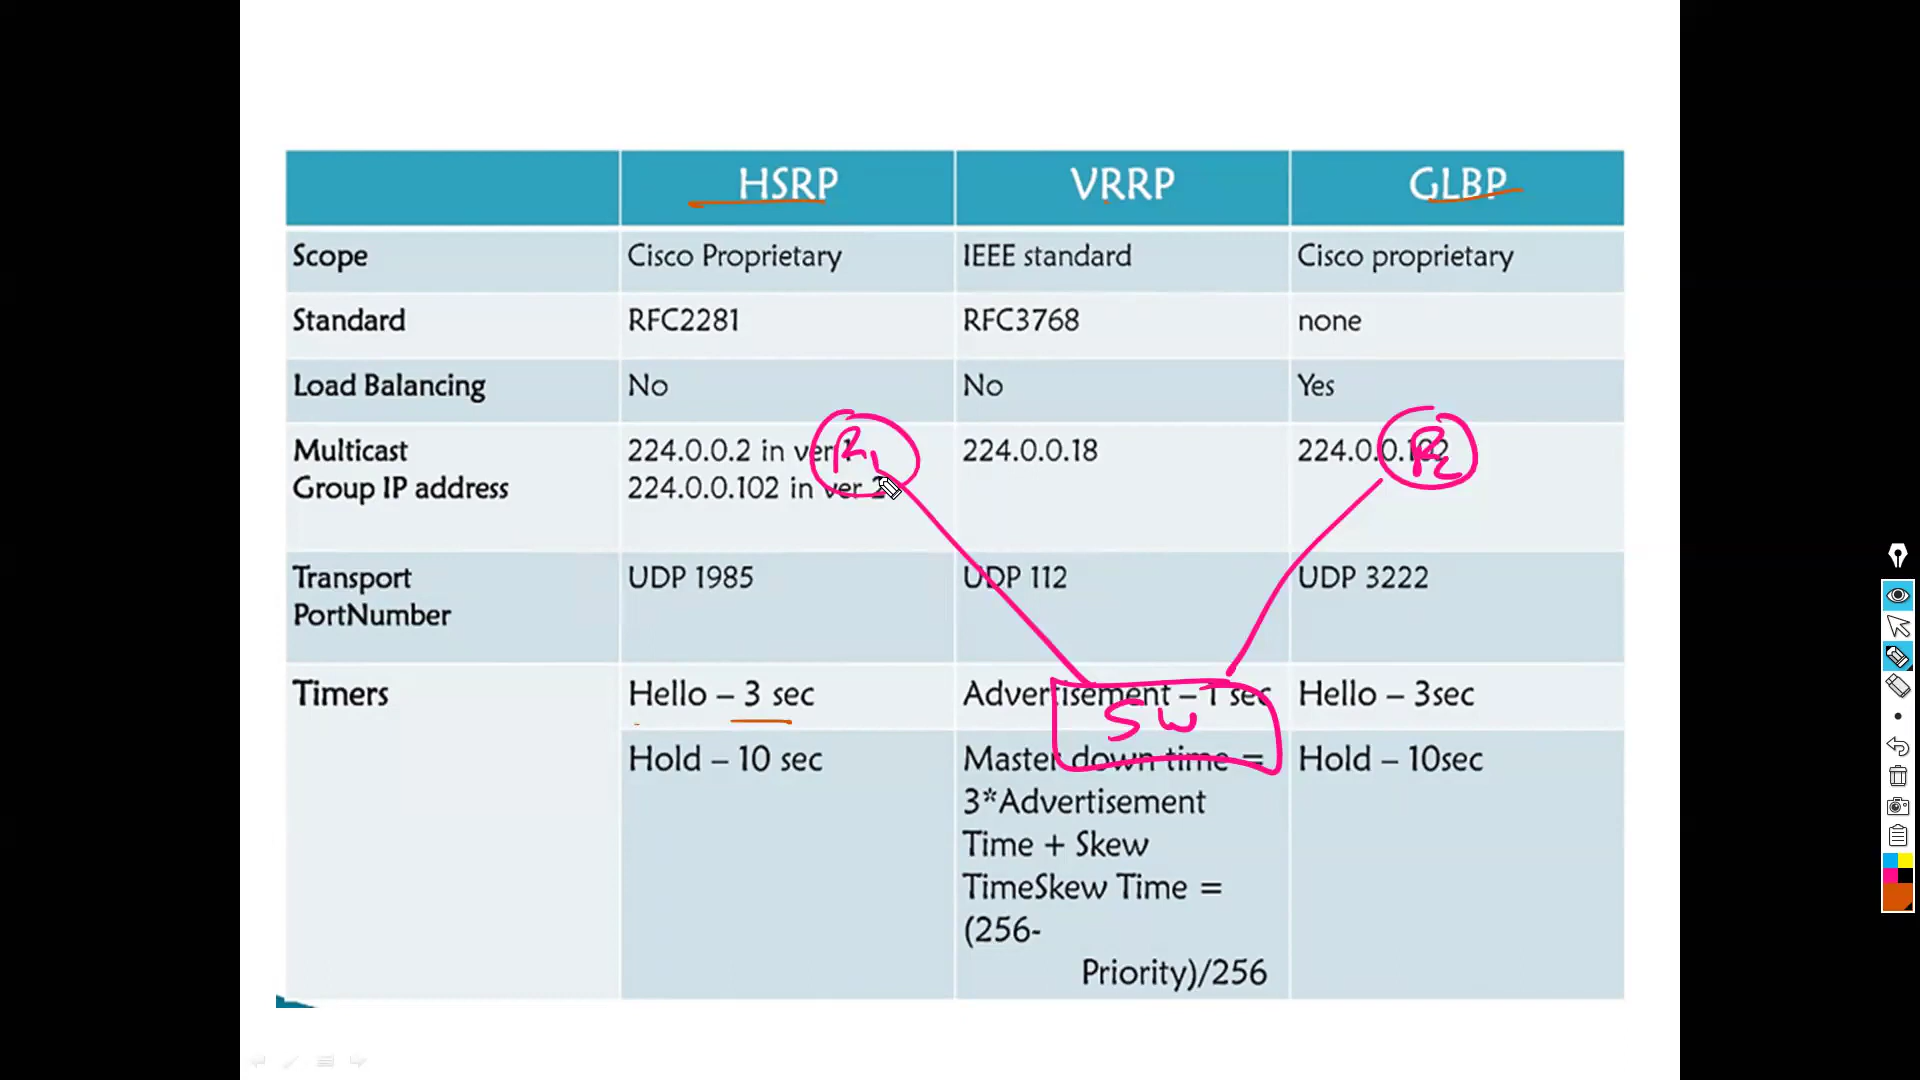 HSRP VRRP GLBP
Scope Cisco Proprietary IEEE standard Cisco proprietary
Standard RFC2281 RFC3768 none
Load Balancing No No Yes
Multicast 224.0.0.2 in ver 1 224.0.0.18 224.0.0.102
Group IP address 224.0.0.102 in ver 2
R1 R2
Transport UDP 1985 UDP 112 UDP 3222
PortNumber
Timers Hello – 3 sec Advertisement – 1 sec Hello – 3sec
SW
Hold – 10 sec Master down time = Hold – 10sec
3*Advertisement
Time + Skew
TimeSkew Time =
(256-
Priority)/256